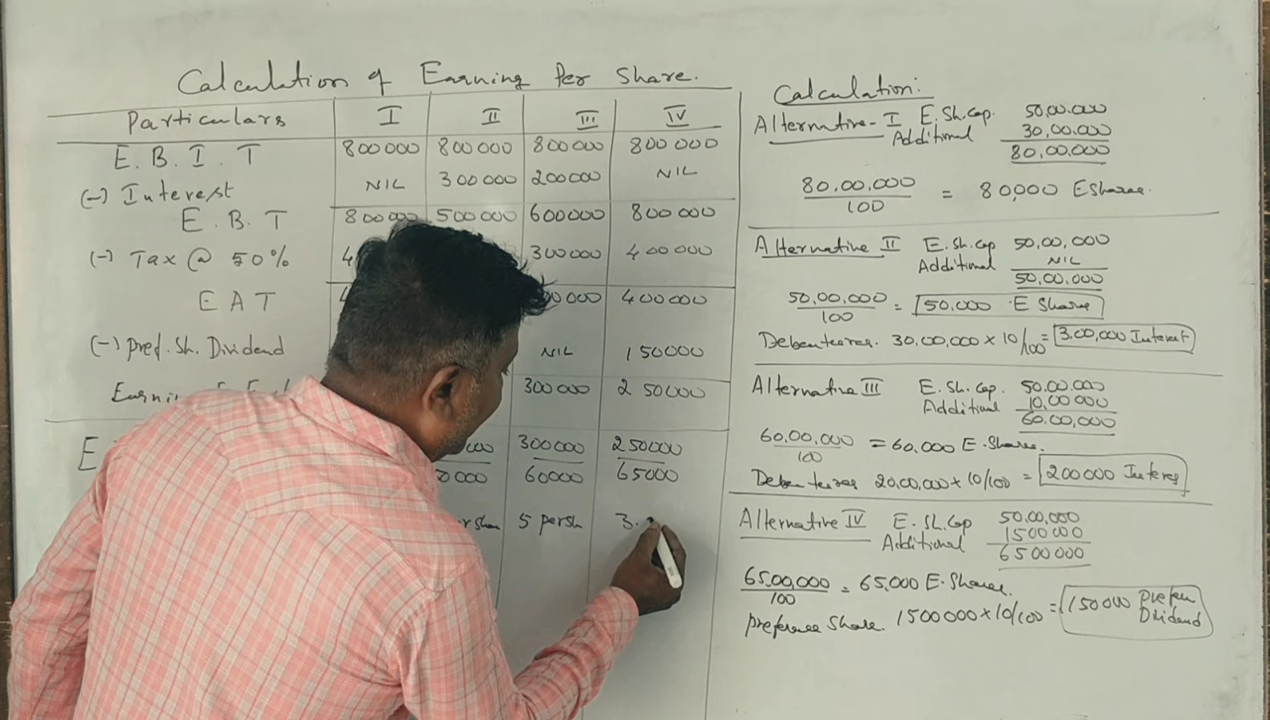 Calculation of Earning Per Share.
Particulars I II III IV
E. B. I. T 800000 800000 800000 800000
(-) Interest NIL 300000 200000 NIL
E. B. T 800000 500000 600000 800000
(-) Tax @ 50% 300000 400000
E A T 400000
(-) Pref. Sh. Dividend NIL 150000
300000 250000
300000 250000
60000 65000
5 persh 3.
Calculation:
Alternative - I E. Sh. Cap. 50,00,000
Additional 30,00,000
80,00,000
80,00,000
100
= 80,000 E Shares.
Alternative II E. Sh. Cap 50,00,000
Additional NIL
50,00,000
50,00,000
100
= 50,000 E Share
Debenteres. 30,00,000 x 10/100 = 3,00,000 Interest
Alternative III E. Sh. Cap. 50,00,000
Additional 10,00,000
60,00,000
60,00,000
100
= 60,000 E. Shares.
Debenteres 20,00,000 x 10/100 = 200000 Interes
Alternative IV E. Sh. Cap 50,00,000
Additional 1500000
6500000
65,00,000
100
= 65,000 E. Shares.
Preference Share. 1500000 x 10/100 = 150000 Prefen
Dividend